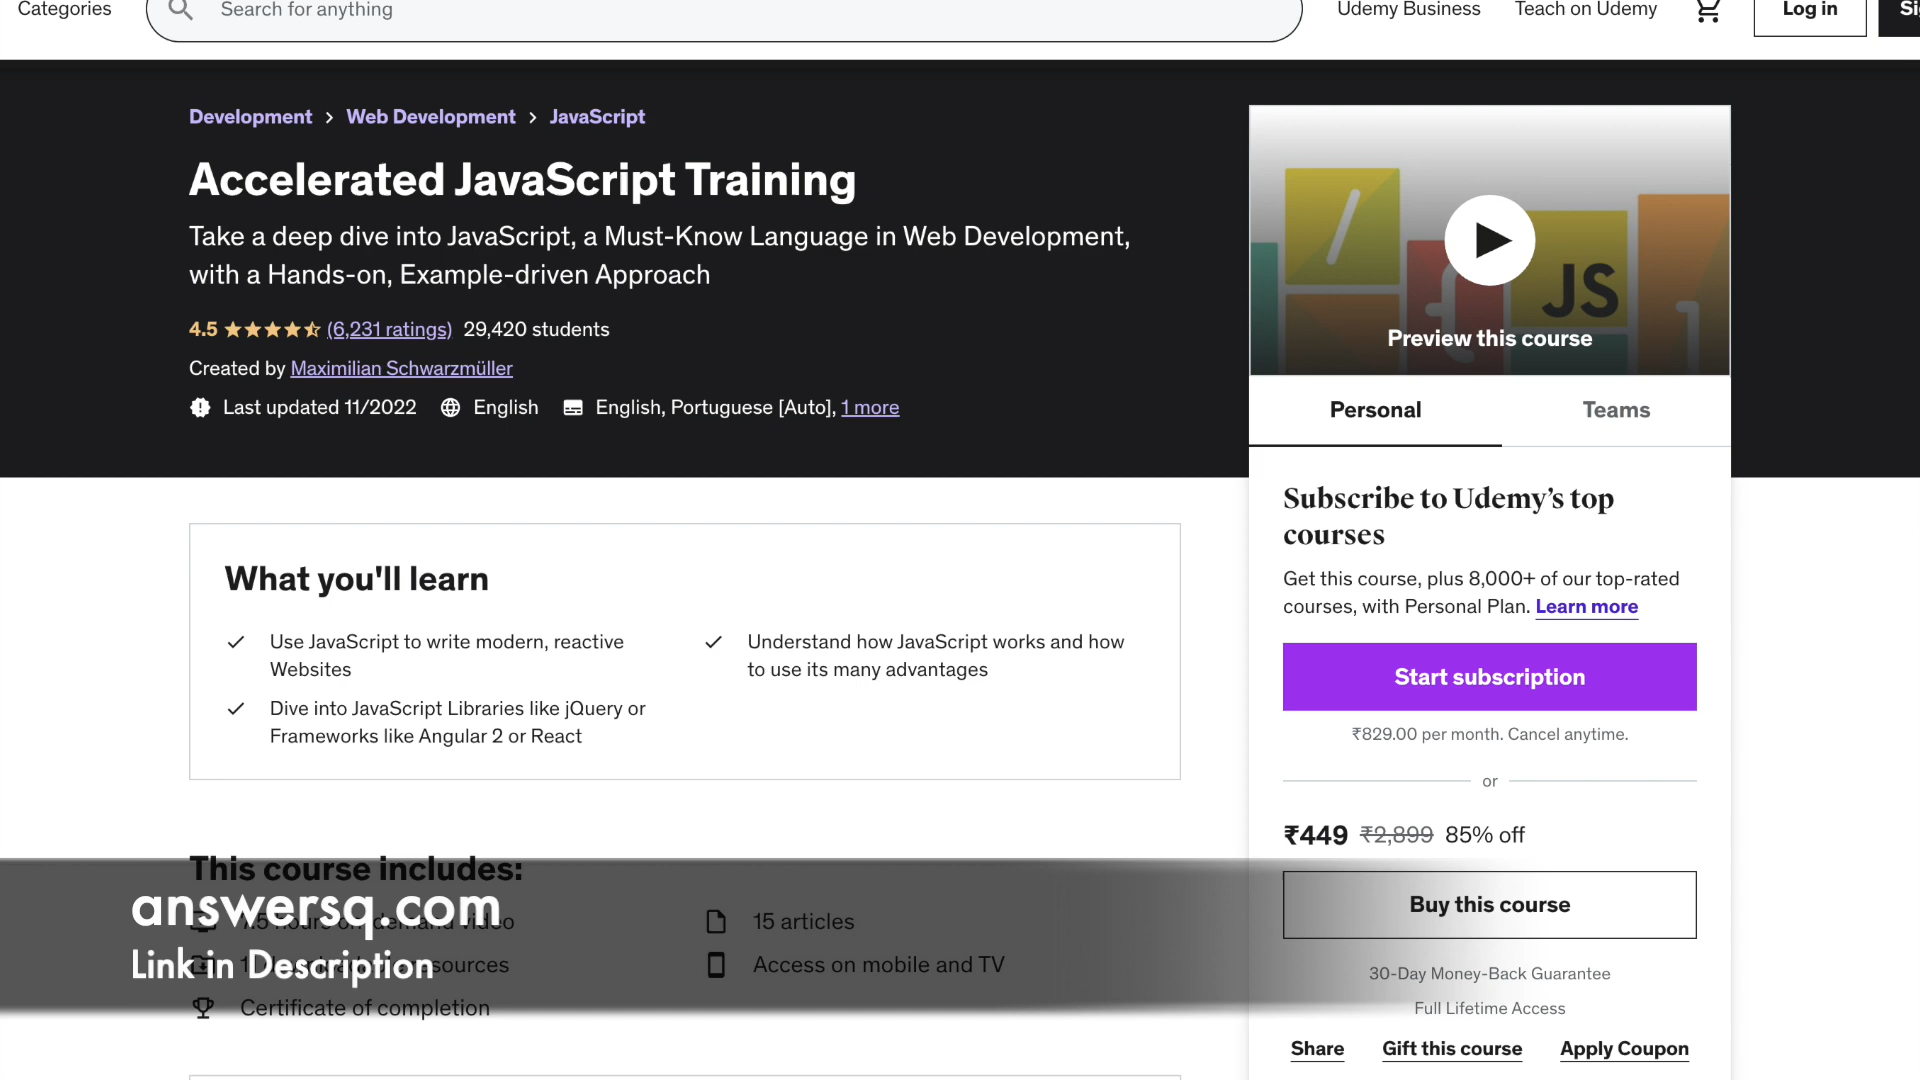 Categories
Search for anything
Udemy Business
Teach on Udemy
Log in
Development > Web Development > JavaScript
Accelerated JavaScript Training
Take a deep dive into JavaScript, a Must-Know Language in Web Development,
with a Hands-on, Example-driven Approach
4.5 (6,231 ratings) 29,420 students
Created by Maximilian Schwarzmüller
Last updated 11/2022 English English, Portuguese [Auto], 1 more
JS
Preview this course
Personal
Teams
Subscribe to Udemy’s top
courses
Get this course, plus 8,000+ of our top-rated
courses, with Personal Plan. Learn more
Start subscription
₹829.00 per month. Cancel anytime.
or
₹449 ₹2,899 85% off
Buy this course
30-Day Money-Back Guarantee
Full Lifetime Access
Share
Gift this course
Apply Coupon
What you'll learn
Use JavaScript to write modern, reactive
Websites
Understand how JavaScript works and how
to use its many advantages
Dive into JavaScript Libraries like jQuery or
Frameworks like Angular 2 or React
This course includes:
hours on-demand video
15 articles
resources
Access on mobile and TV
Certificate of completion
answersq.com
Link in Description